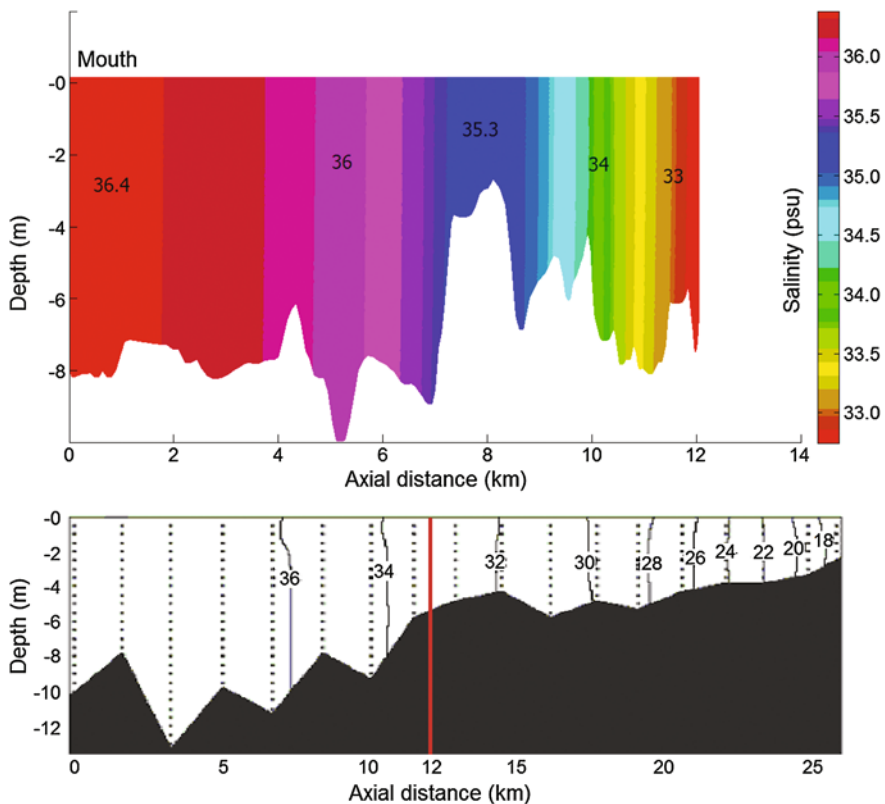 Mouth
-0
-2
-4
-6
-8
Depth (m)
36.4
36
35.3
34
33
0 2 4 6 8 10 12 14
Axial distance (km)
36.0
35.5
35.0
34.5
34.0
33.5
33.0
Salinity (psu)
-0
-2
-4
-6
-8
-10
-12
Depth (m)
36 34 32 30 28 26 24 22 20 18
0 5 10 12 15 20 25
Axial distance (km)